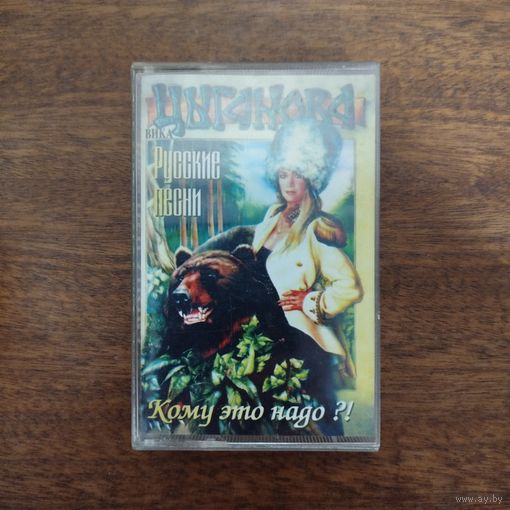 Цыганова
Вика
Русские
песни
Кому это надо ?!
www.ay.by